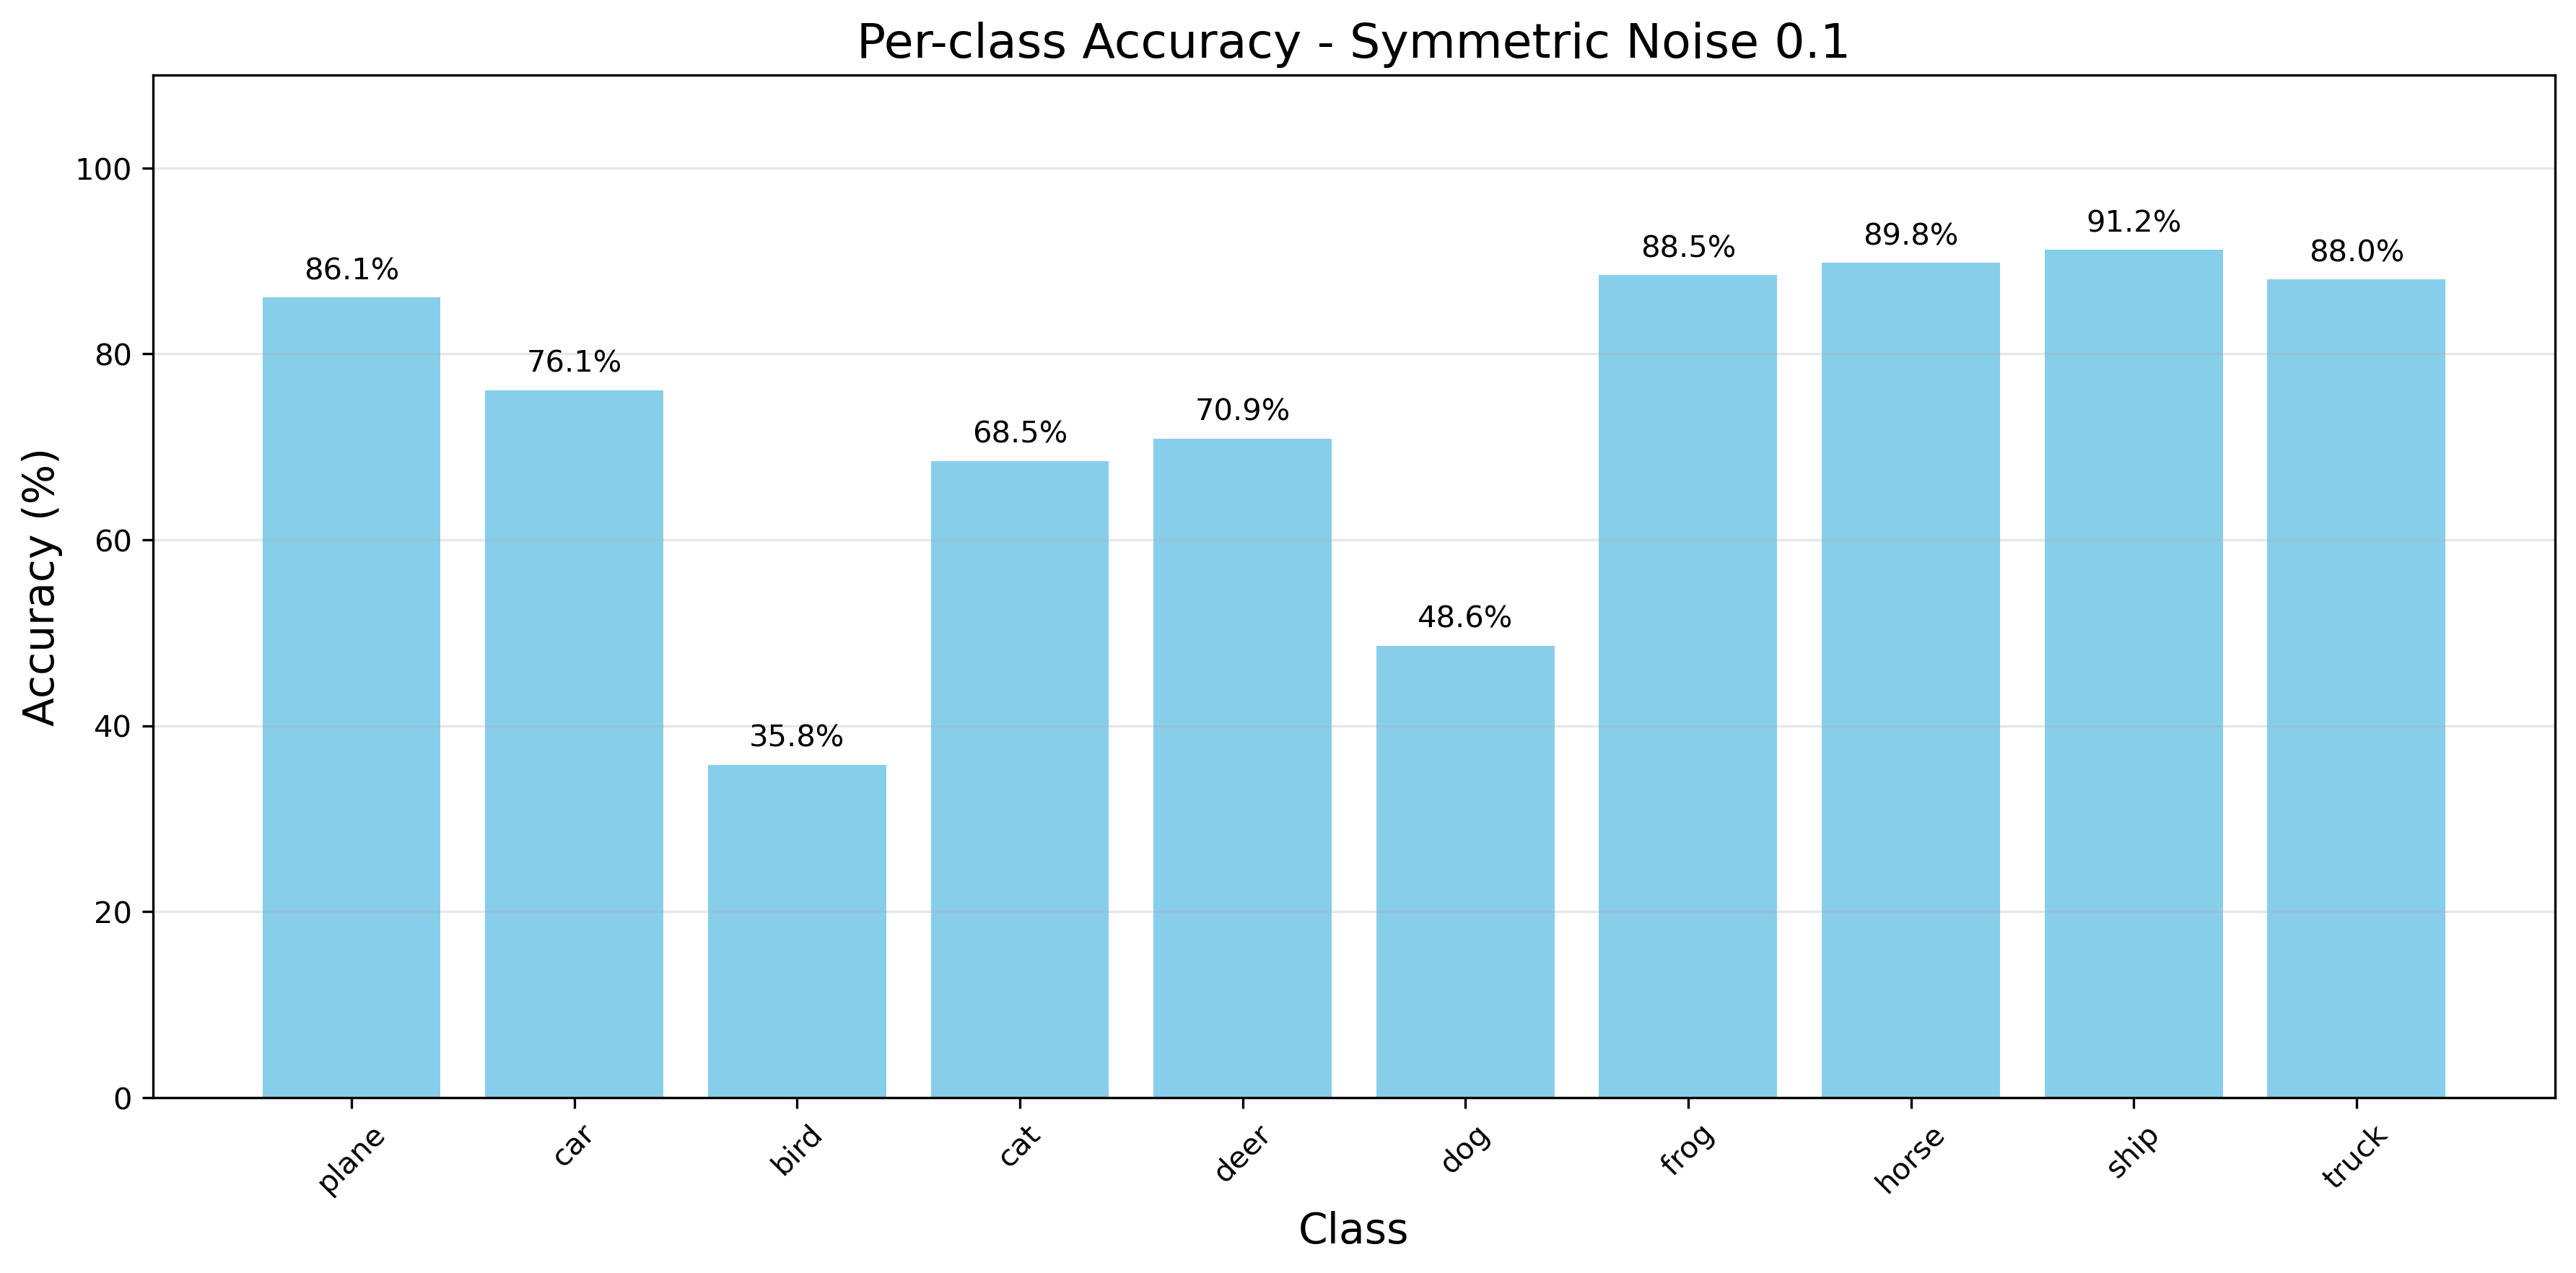 Per-class Accuracy - Symmetric Noise 0.1
Accuracy (%)
100
80
60
40
20
0
86.1%
76.1%
35.8%
68.5%
70.9%
48.6%
88.5%
89.8%
91.2%
88.0%
plane
car
bird
cat
deer
dog
frog
horse
ship
truck
Class